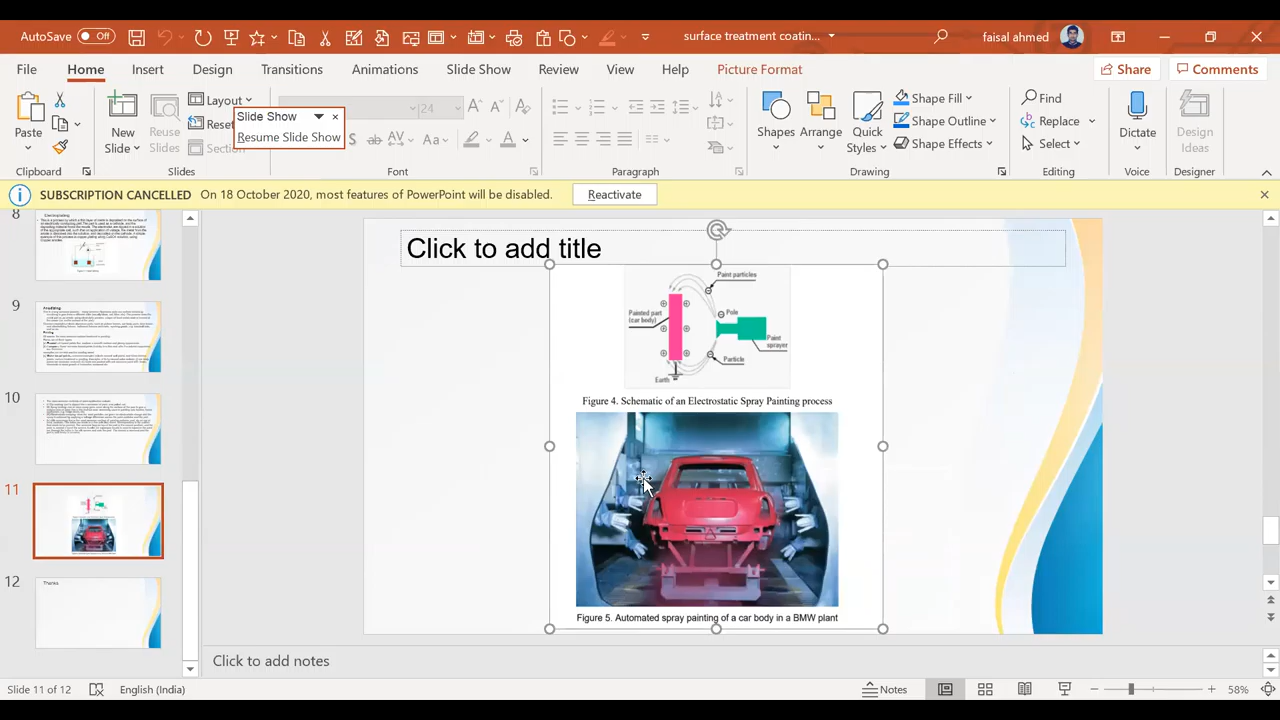 AutoSave Off surface treatment coatin... faisal ahmed
File Home Insert Design Transitions Animations Slide Show Review View Help Picture Format Share Comments
Paste New Slide Reuse Slides Layout Reset Section
Slide Show
Resume Slide Show
24
Shapes Arrange Quick Styles Shape Fill Shape Outline Shape Effects
Find Replace Select
Dictate Design Ideas
Clipboard Slides Font Paragraph Drawing Editing Voice Designer
SUBSCRIPTION CANCELLED On 18 October 2020, most features of PowerPoint will be disabled. Reactivate
8
9
10
11
12
Thanks
Click to add title
Paint particles
Painted part
(car body)
Pole
Paint
sprayer
Particle
Earth
Figure 4. Schematic of an Electrostatic Spray Painting process
Figure 5. Automated spray painting of a car body in a BMW plant
Click to add notes
Slide 11 of 12 English (India) Notes 58%